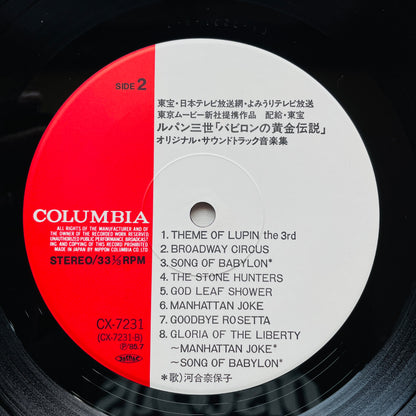 SIDE 2
東宝・日本テレビ放送網・よみうりテレビ放送
東京ムービー新社提携作品 配給・東宝
ルパン三世「バビロンの黄金伝説」
オリジナル・サウンドトラック音楽集
COLUMBIA
ALL RIGHTS OF THE MANUFACTURER AND OF
THE OWNER OF THE RECORDED WORK RESERVED
UNAUTHORIZED PUBLIC PERFORMANCE BROADCAST-
ING AND COPYING OF THIS RECORD PROHIBITED
MADE IN JAPAN BY NIPPON COLUMBIA CO. LTD
STEREO/33⅓RPM
CX-7231
(CX-7231-B)
Ⓟ85.7
1. THEME OF LUPIN the 3rd
2. BROADWAY CIRCUS
3. SONG OF BABYLON*
4. THE STONE HUNTERS
5. GOD LEAF SHOWER
6. MANHATTAN JOKE
7. GOODBYE ROSETTA
8. GLORIA OF THE LIBERTY
~MANHATTAN JOKE*
~SONG OF BABYLON*
*歌)河合奈保子